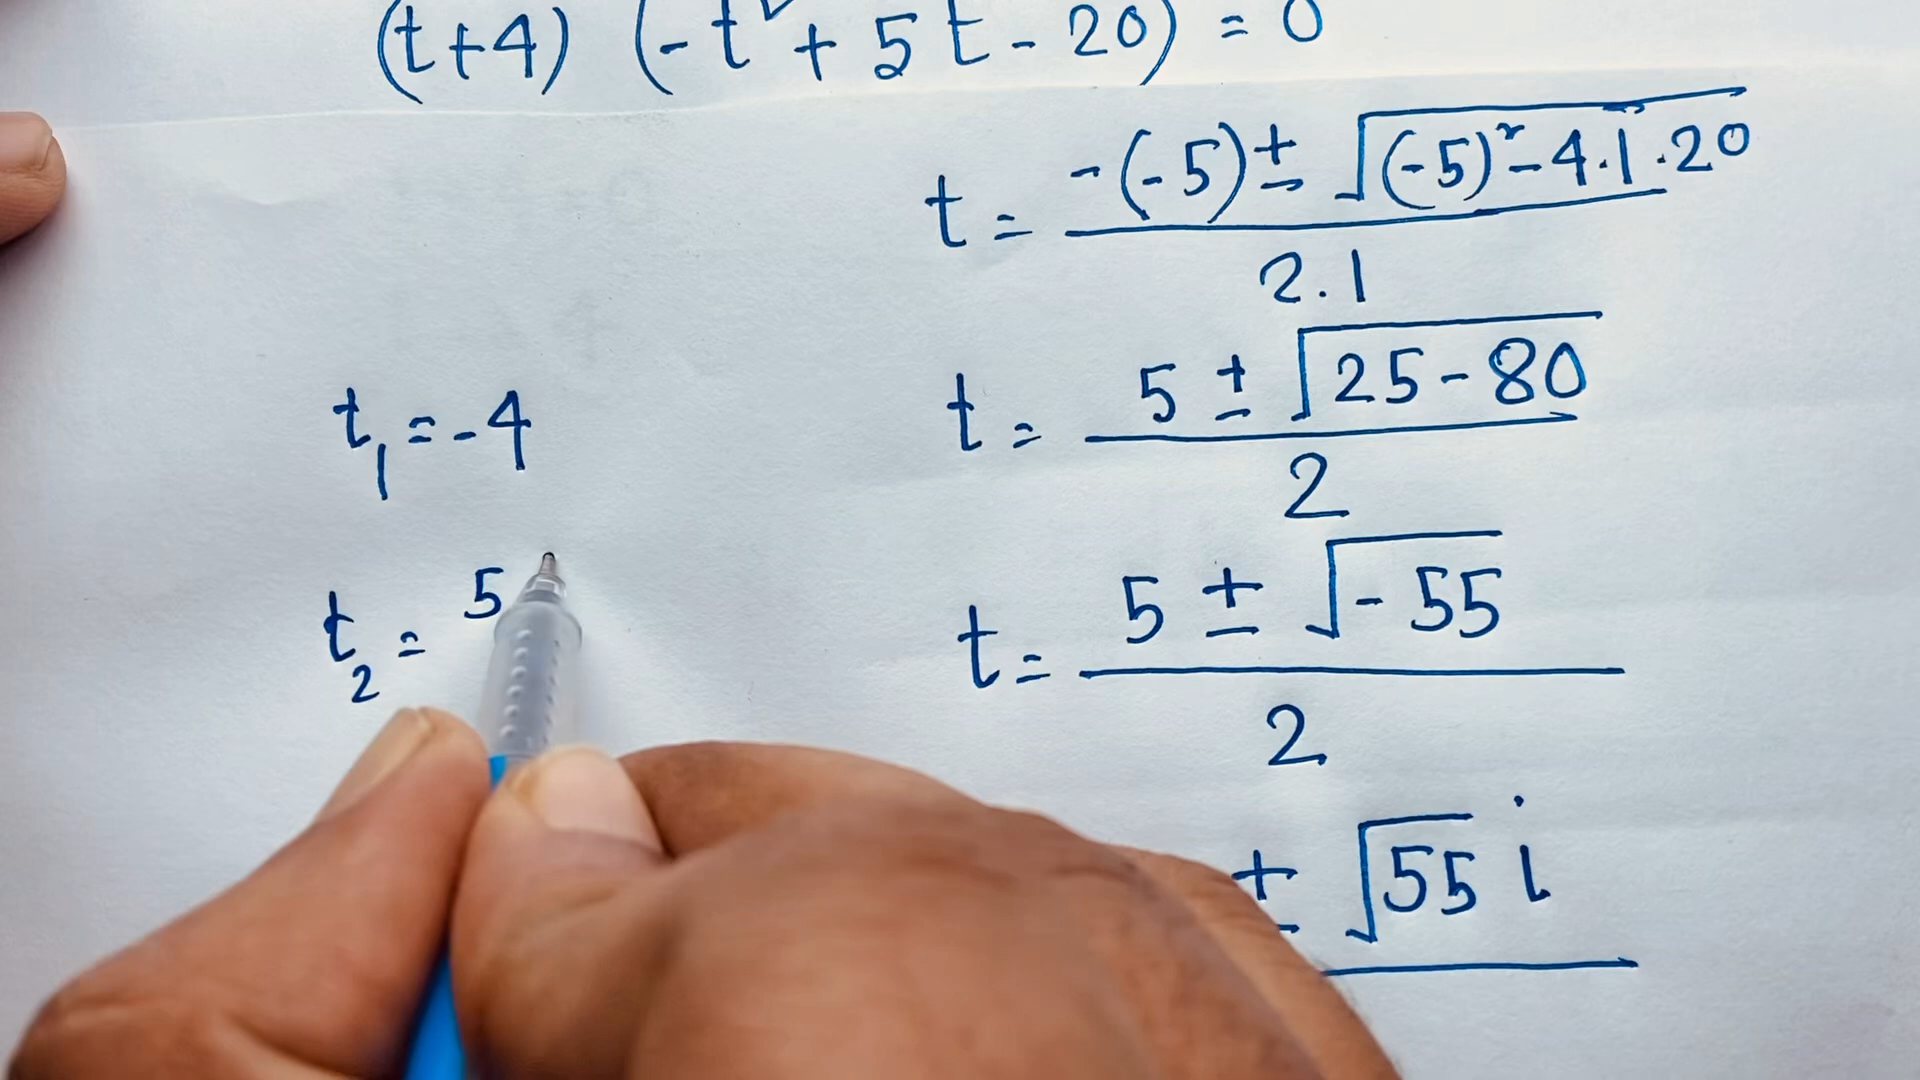 (t+4) (-t²+5t-20) = 0
t = (-(-5) ± √((-5)²-4.1.20)) / 2.1
t₁ = -4
t = (5 ± √(25-80)) / 2
t₂ = 5
t = (5 ± √(-55)) / 2
± √55 i